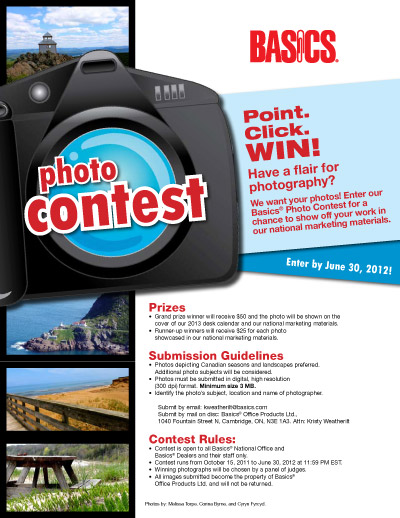 BASICS®
Point.
Click.
WIN!
Have a flair for
photography?
We want your photos! Enter our
Basics® Photo Contest for a
chance to show off your work in
our national marketing materials.
photo
contest
Enter by June 30, 2012!
Prizes
• Grand prize winner will receive $50 and the photo will be shown on the
cover of our 2013 desk calendar and our national marketing materials.
• Runner-up winners will receive $25 for each photo
showcased in our national marketing materials.
Submission Guidelines
• Photos depicting Canadian seasons and landscapes preferred.
Additional photo subjects will be considered.
• Photos must be submitted in digital, high resolution
(300 dpi) format. Minimum size 3 MB.
• Identify the photo's subject, location and name of photographer.
Submit by email: kweatherilt@basics.com
Submit by mail on disc: Basics® Office Products Ltd.,
1040 Fountain Street N, Cambridge, ON, N3E 1A3. Attn: Kristy Weatherilt
Contest Rules:
• Contest is open to all Basics® National Office and
Basics® Dealers and their staff only.
• Contest runs from October 15, 2011 to June 30, 2012 at 11:59 PM EST.
• Winning photographs will be chosen by a panel of judges.
• All images submitted become the property of Basics®
Office Products Ltd. and will not be returned.
Photos by: Melissa Torpe, Corrina Byrne, and Caryn Fyncyd